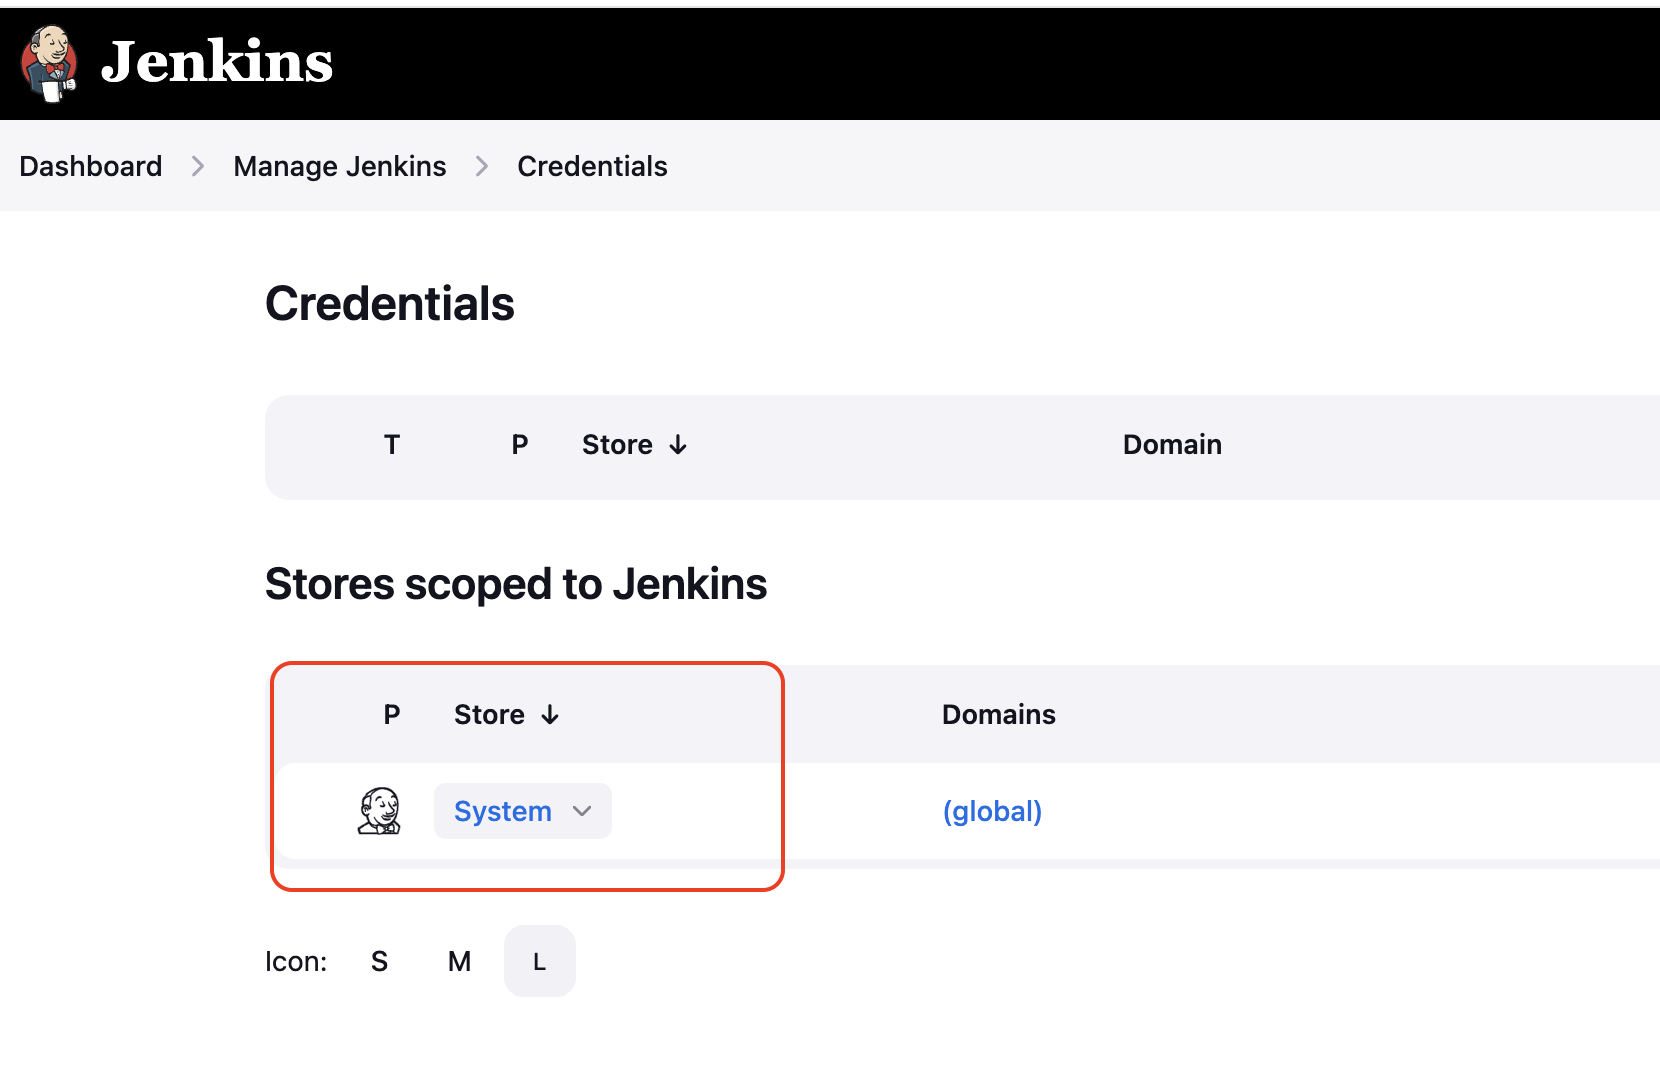 Jenkins
Dashboard > Manage Jenkins > Credentials
Credentials
T P Store ↓ Domain
Stores scoped to Jenkins
P Store ↓ Domains
System (global)
Icon: S M L